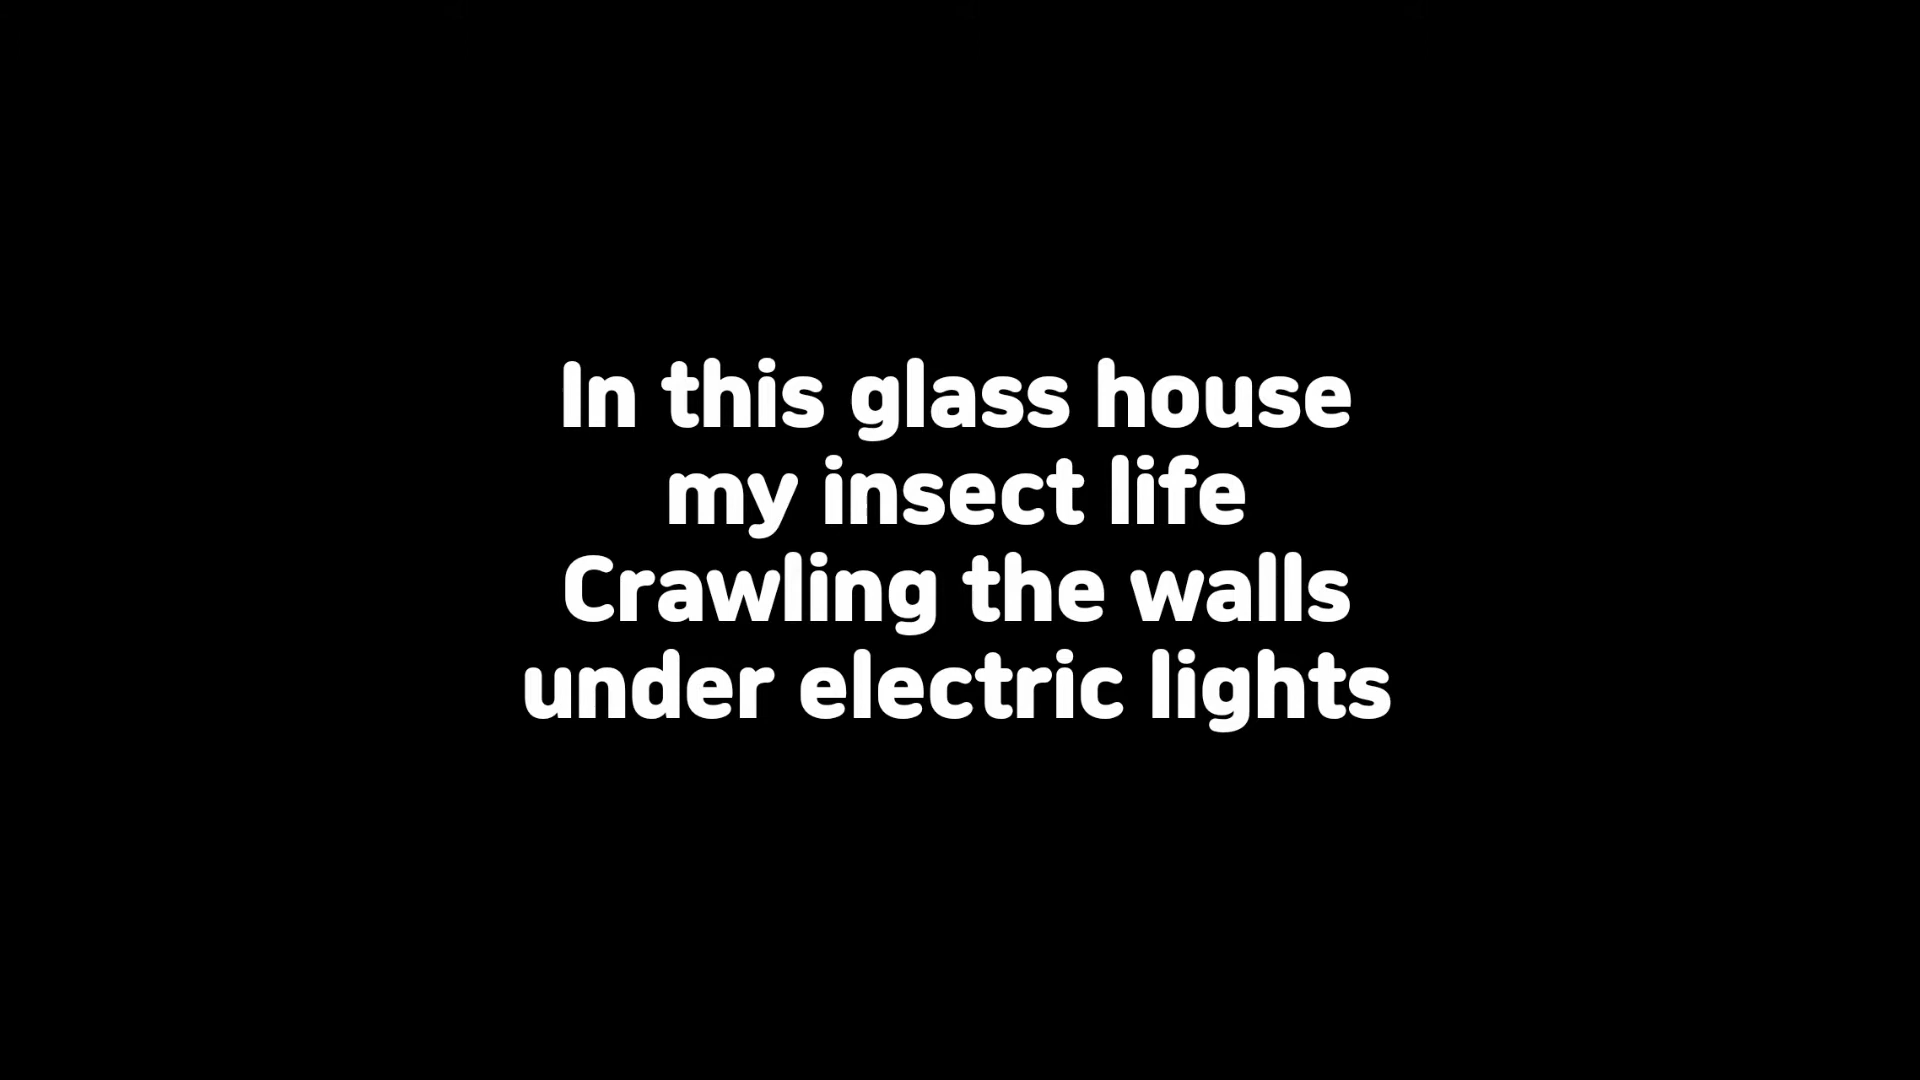 In this glass house
my insect life
Crawling the walls
under electric lights